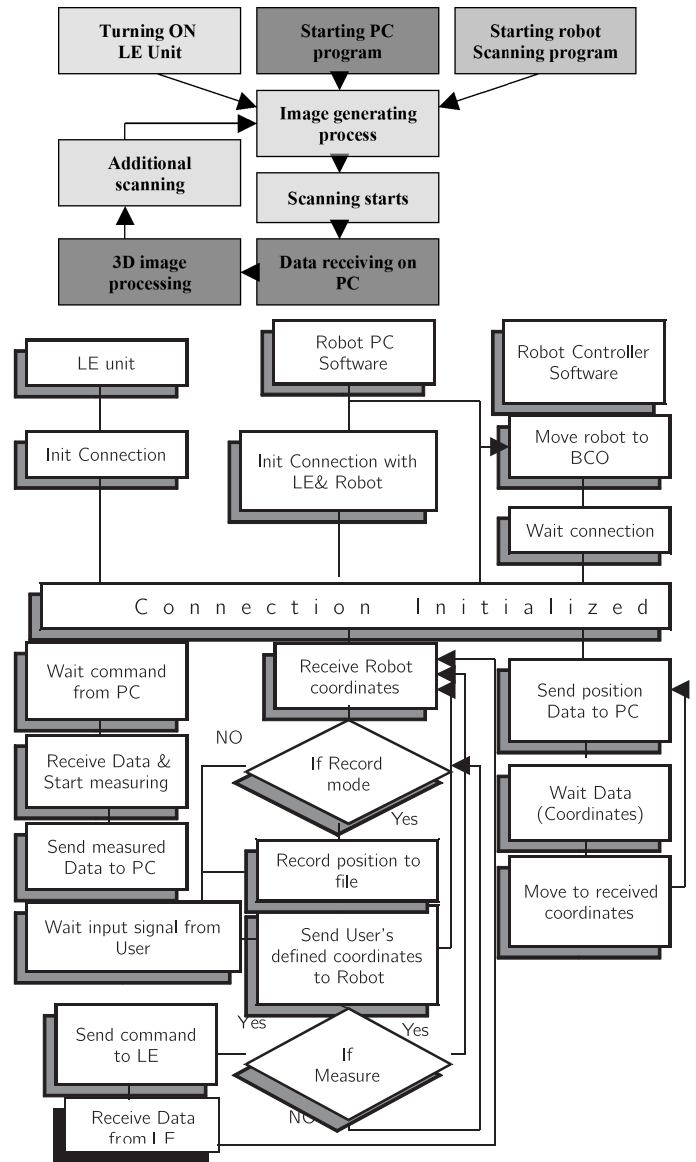 Turning ON
LE Unit
Starting PC
program
Starting robot
Scanning program
Image generating
process
Additional
scanning
Scanning starts
3D image
processing
Data receiving on
PC
LE unit
Robot PC
Software
Robot Controller
Software
Init Connection
Init Connection with
LE& Robot
Move robot to
BCO
Wait connection
Connection Initialized
Wait command
from PC
Receive Robot
coordinates
Send position
Data to PC
NO
If Record
mode
Receive Data &
Start measuring
Wait Data
(Coordinates)
Yes
Send measured
Data to PC
Record position to
file
Move to received
coordinates
Wait input signal from
User
Send User's
defined coordinates
to Robot
Yes
Yes
Send command
to LE
If
Measure
NO
Receive Data
from LE